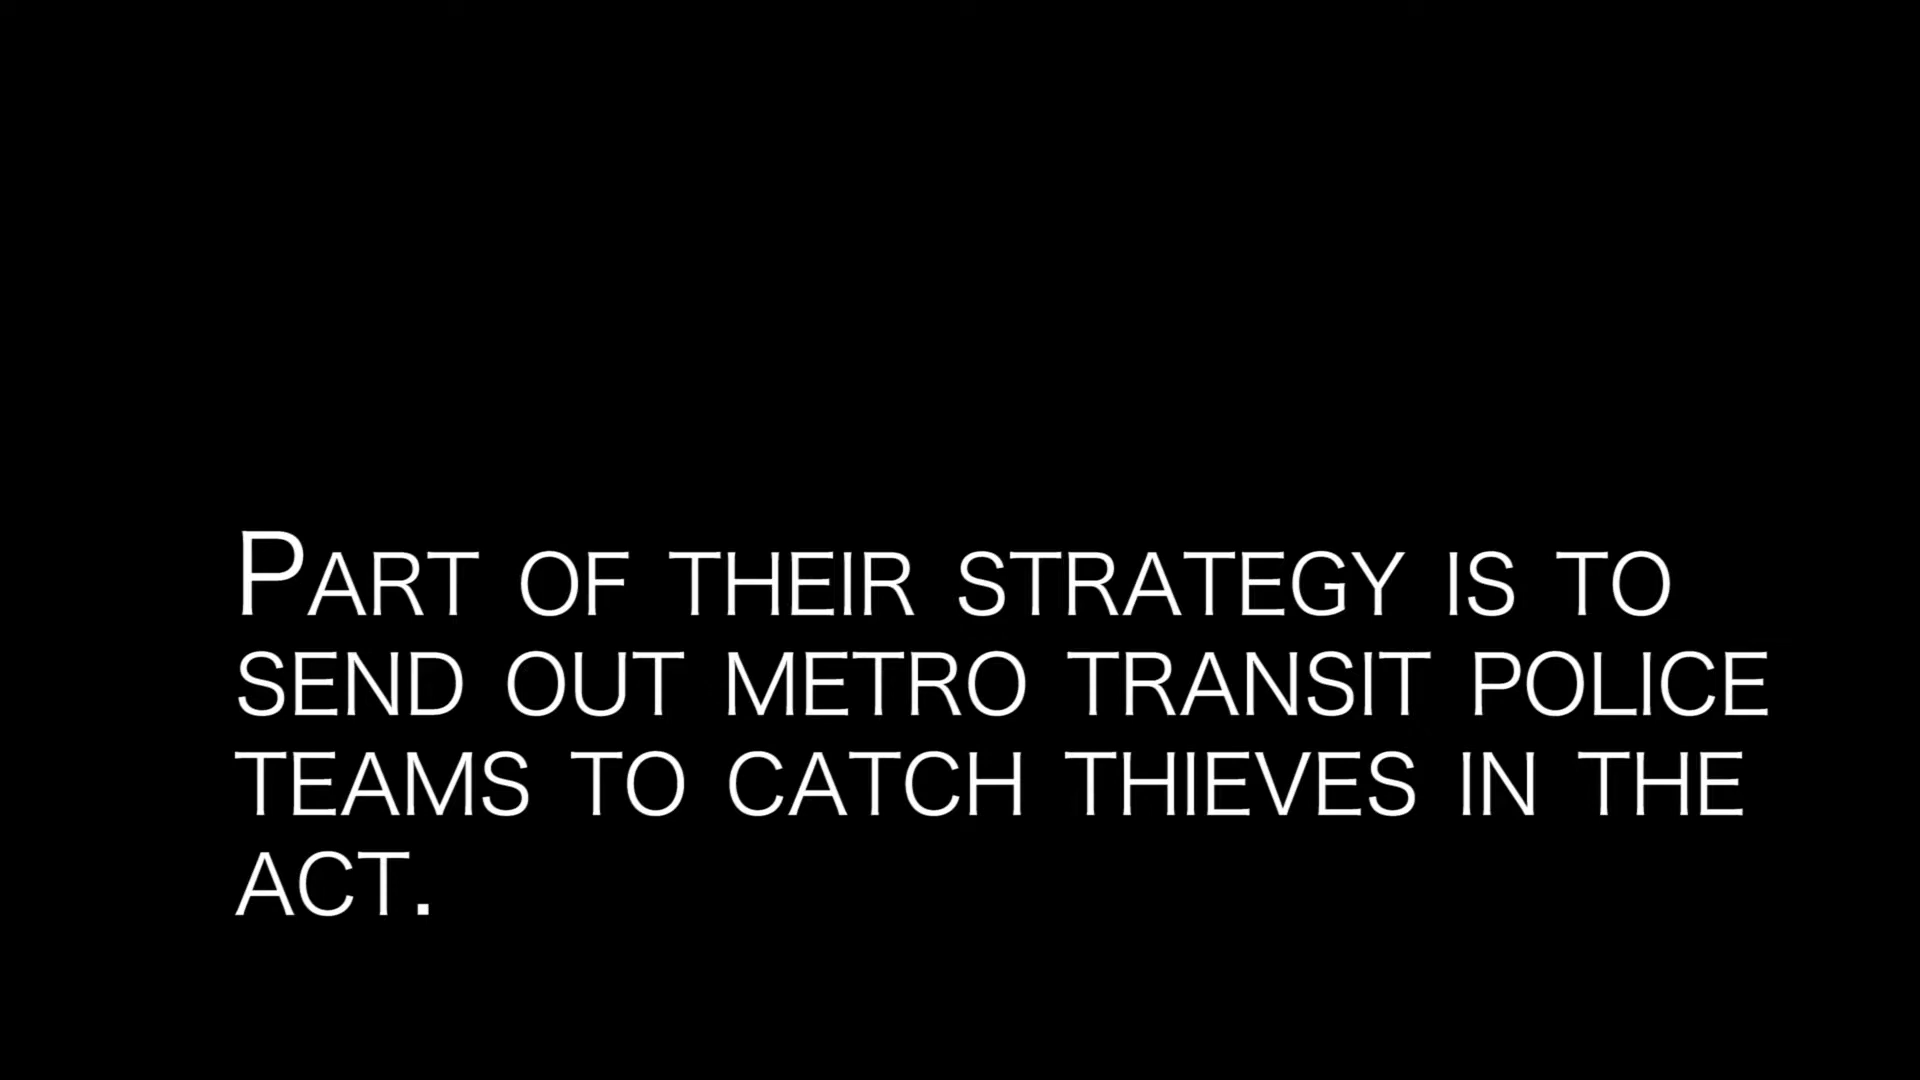 Part of their strategy is to
send out metro transit police
teams to catch thieves in the
act.